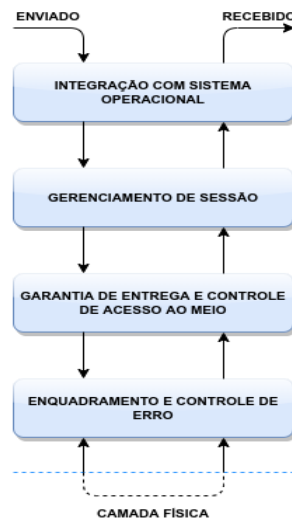 ENVIADO
RECEBIDO
INTEGRAÇÃO COM SISTEMA
OPERACIONAL
GERENCIAMENTO DE SESSÃO
GARANTIA DE ENTREGA E CONTROLE
DE ACESSO AO MEIO
ENQUADRAMENTO E CONTROLE DE
ERRO
CAMADA FÍSICA